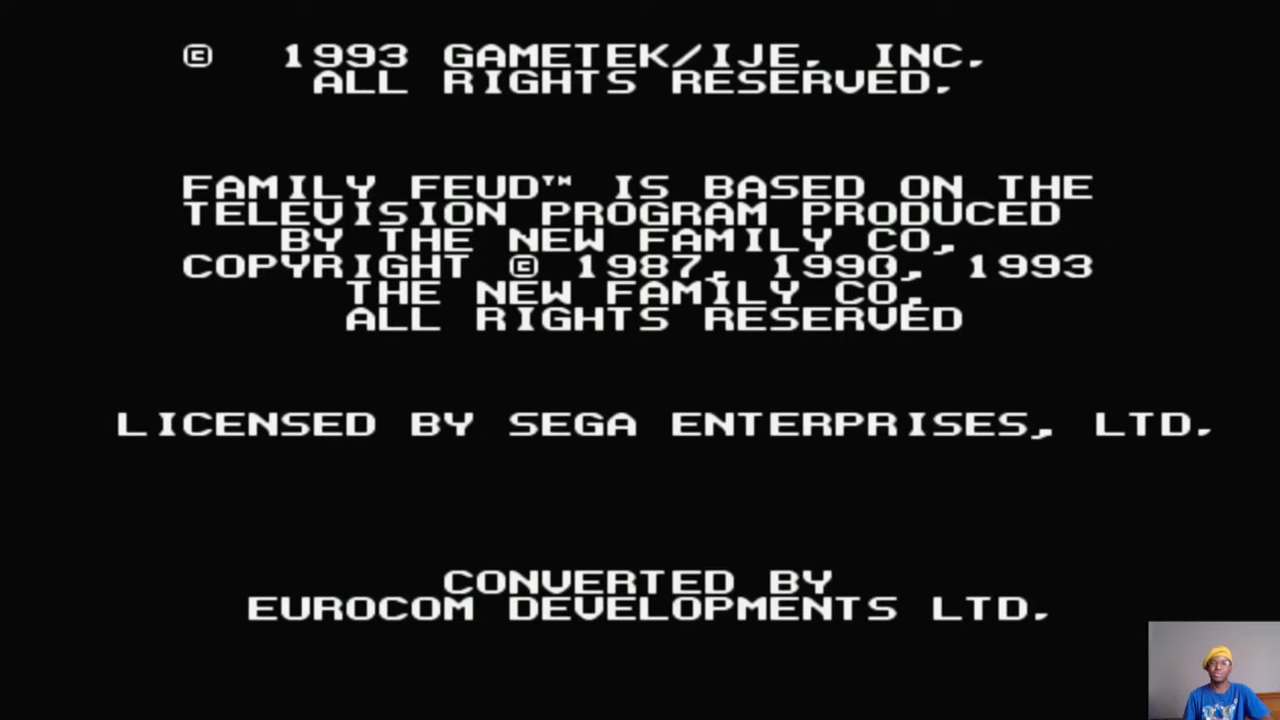 © 1993 GAMETEK/IJE, INC.
ALL RIGHTS RESERVED.
FAMILY FEUD™ IS BASED ON THE
TELEVISION PROGRAM PRODUCED
BY THE NEW FAMILY CO,
COPYRIGHT © 1987, 1990, 1993
THE NEW FAMILY CO.
ALL RIGHTS RESERVED
LICENSED BY SEGA ENTERPRISES, LTD.
CONVERTED BY
EUROCOM DEVELOPMENTS LTD.